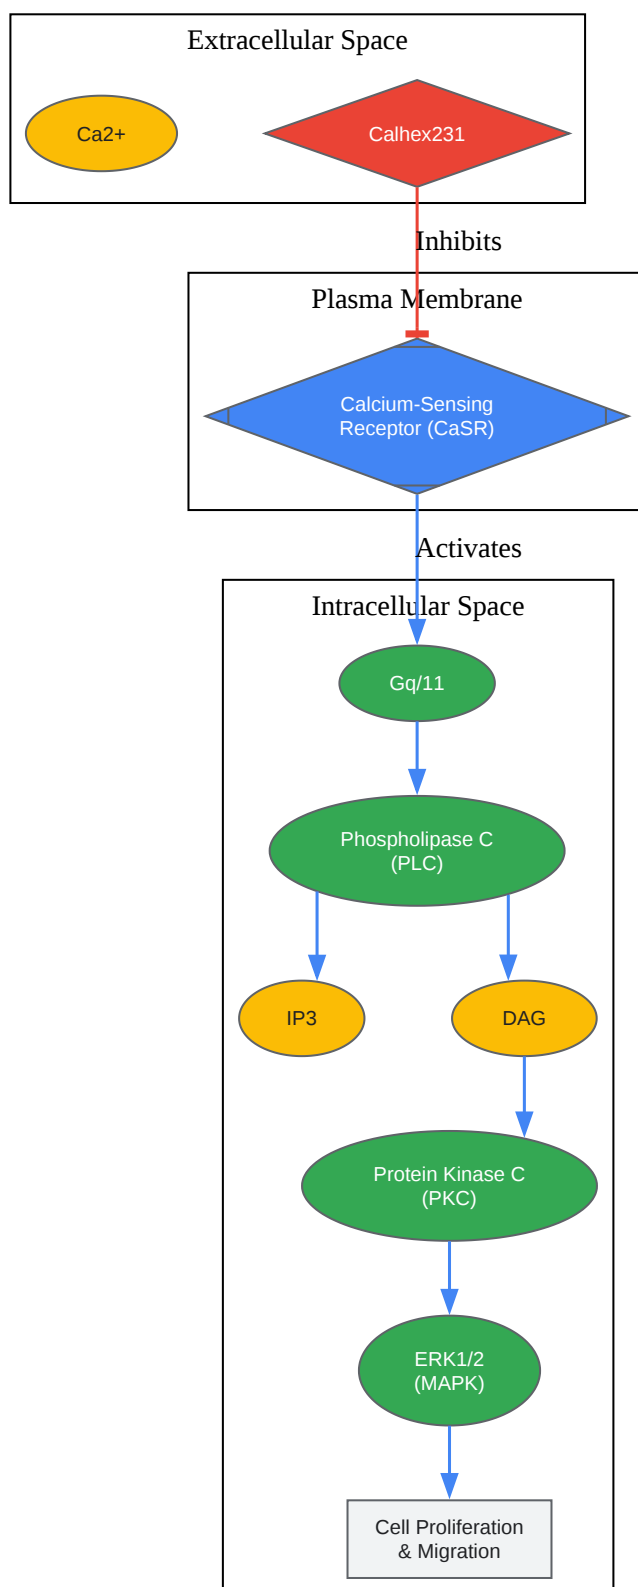 Extracellular Space
Ca2+
Calhex231
Inhibits
Plasma Membrane
Calcium-Sensing
Receptor (CaSR)
Activates
Intracellular Space
Gq/11
Phospholipase C
(PLC)
IP3
DAG
Protein Kinase C
(PKC)
ERK1/2
(MAPK)
Cell Proliferation
& Migration